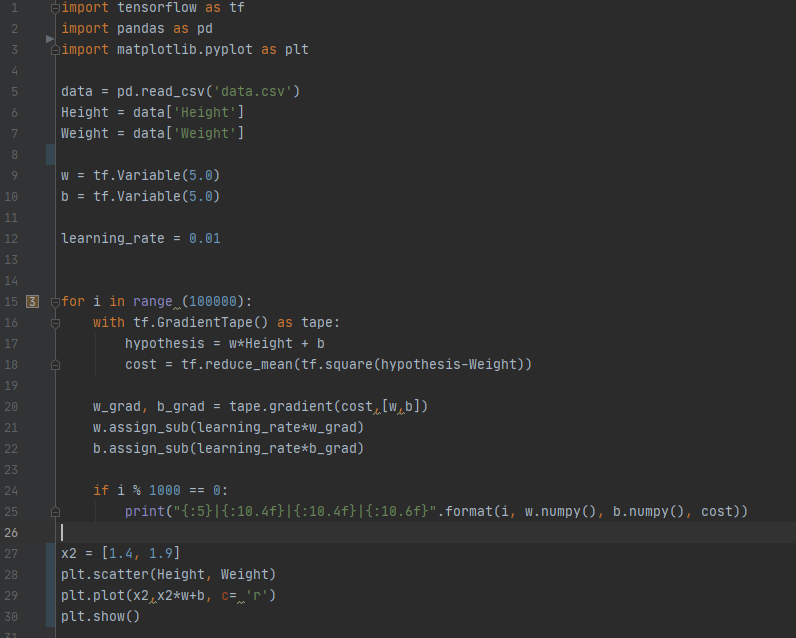 1 import tensorflow as tf
2 import pandas as pd
3 import matplotlib.pyplot as plt
4
5 data = pd.read_csv('data.csv')
6 Height = data['Height']
7 Weight = data['Weight']
8
9 w = tf.Variable(5.0)
10 b = tf.Variable(5.0)
11
12 learning_rate = 0.01
13
14
15 3 for i in range (100000):
16     with tf.GradientTape() as tape:
17         hypothesis = w*Height + b
18         cost = tf.reduce_mean(tf.square(hypothesis-Weight))
19
20     w_grad, b_grad = tape.gradient(cost,[w,b])
21     w.assign_sub(learning_rate*w_grad)
22     b.assign_sub(learning_rate*b_grad)
23
24     if i % 1000 == 0:
25         print("{:5}|{:10.4f}|{:10.4f}|{:10.6f}".format(i, w.numpy(), b.numpy(), cost))
26
27 x2 = [1.4, 1.9]
28 plt.scatter(Height, Weight)
29 plt.plot(x2,x2*w+b, c= 'r')
30 plt.show()
31